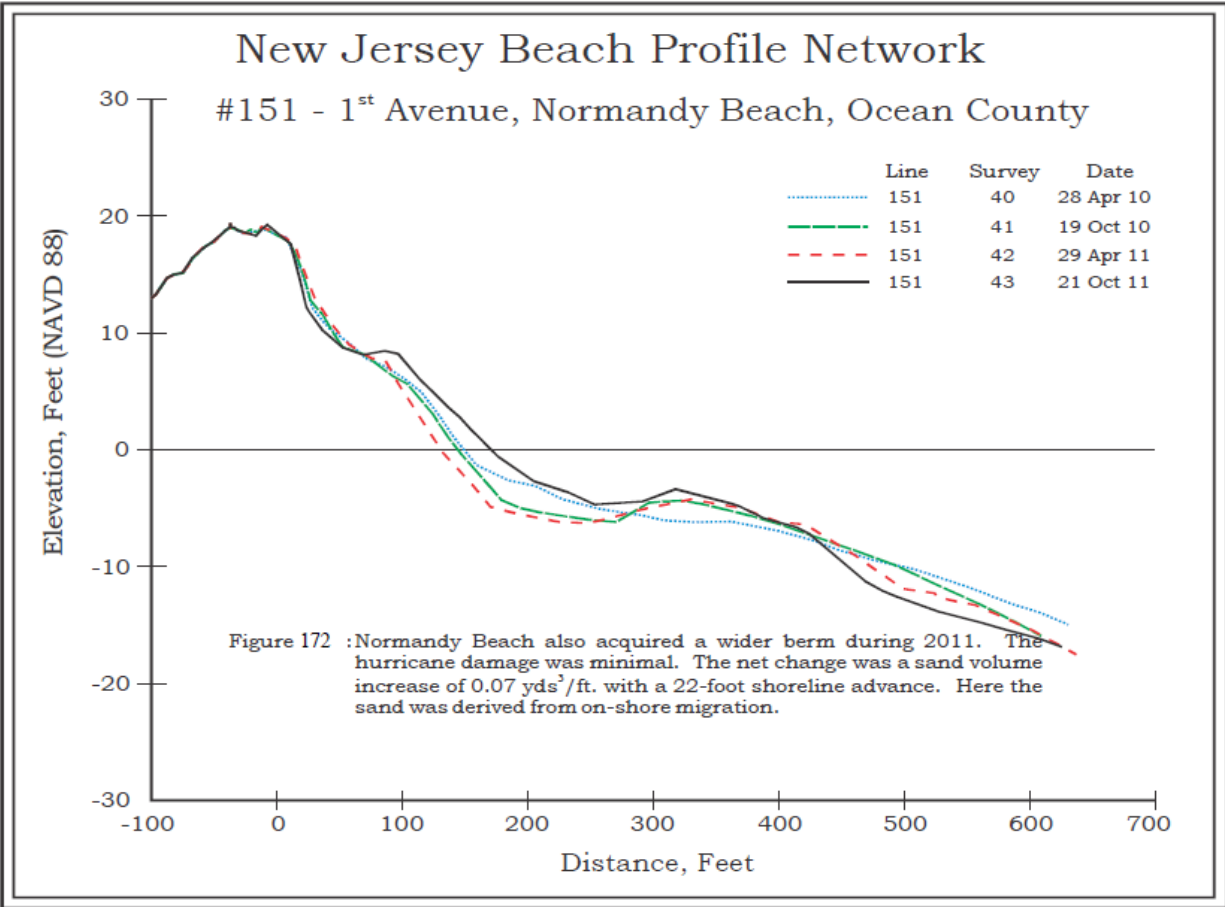 New Jersey Beach Profile Network
#151 - 1st Avenue, Normandy Beach, Ocean County
Line Survey Date
151 40 28 Apr 10
151 41 19 Oct 10
151 42 29 Apr 11
151 43 21 Oct 11
Elevation, Feet (NAVD 88)
30
20
10
0
-10
-20
-30
Figure 172 : Normandy Beach also acquired a wider berm during 2011. The
hurricane damage was minimal. The net change was a sand volume
increase of 0.07 yds³/ft. with a 22-foot shoreline advance. Here the
sand was derived from on-shore migration.
-100 0 100 200 300 400 500 600 700
Distance, Feet